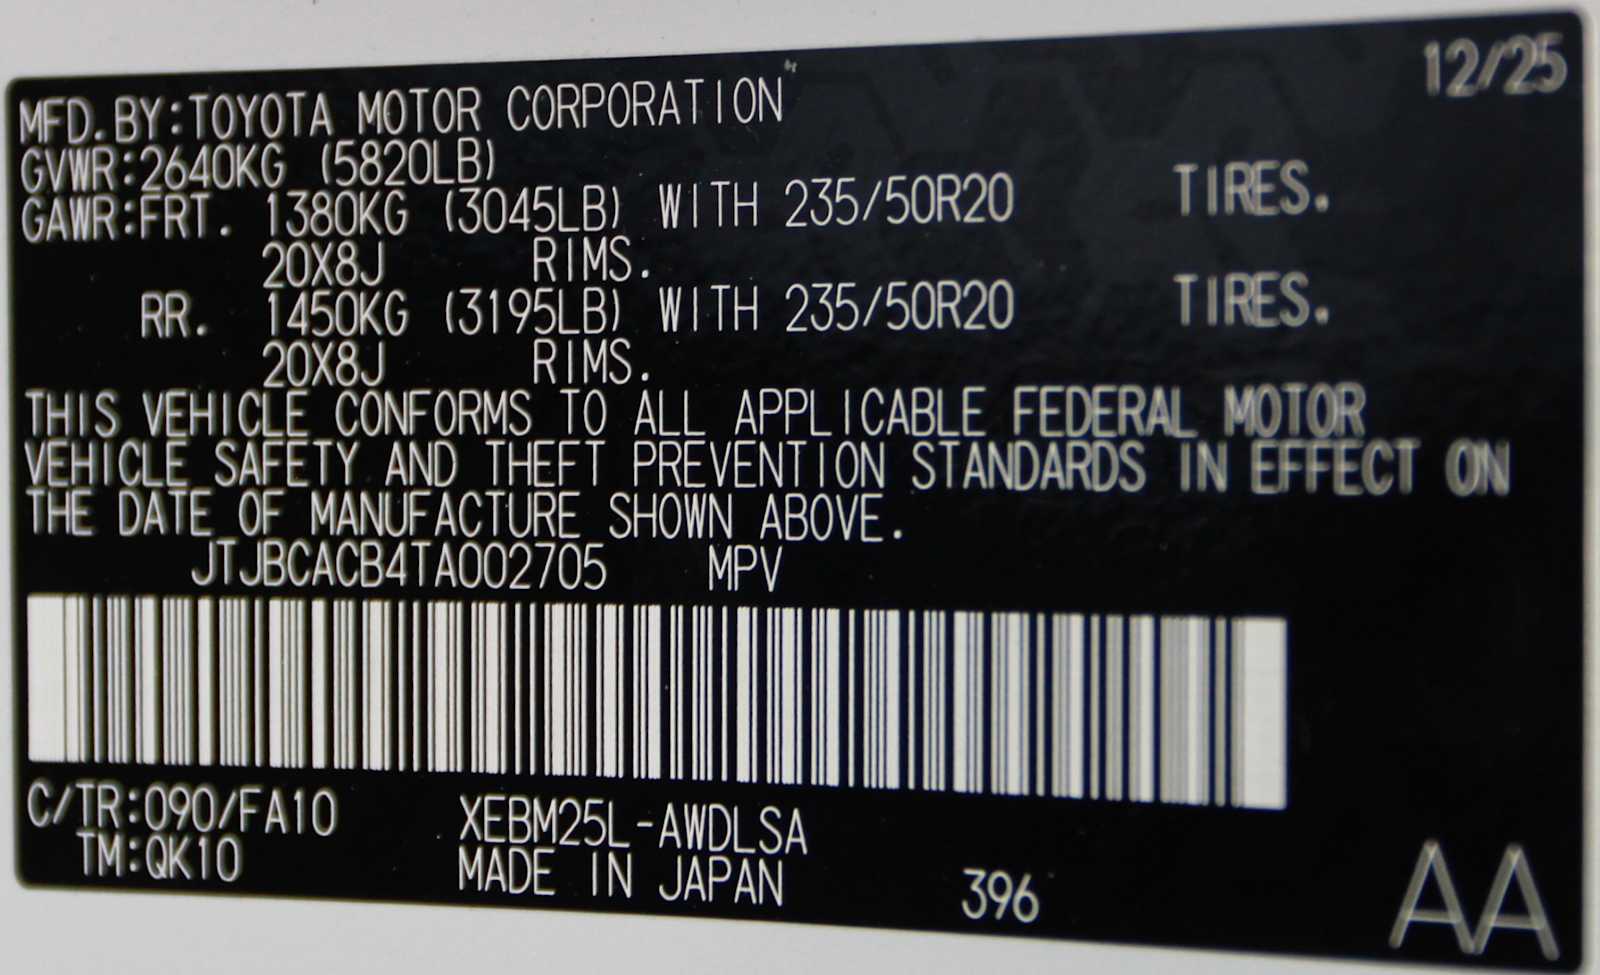 12/25
MFD.BY:TOYOTA MOTOR CORPORATION
GVWR:2640KG (5820LB)
GAWR:FRT. 1380KG (3045LB) WITH 235/50R20 TIRES.
20X8J RIMS.
RR. 1450KG (3195LB) WITH 235/50R20 TIRES.
20X8J RIMS.
THIS VEHICLE CONFORMS TO ALL APPLICABLE FEDERAL MOTOR
VEHICLE SAFETY AND THEFT PREVENTION STANDARDS IN EFFECT ON
THE DATE OF MANUFACTURE SHOWN ABOVE.
JTJBCACB4TA002705 MPV
C/TR:090/FA10 XEBM25L-AWDLSA
TM:QK10 MADE IN JAPAN 396
AA